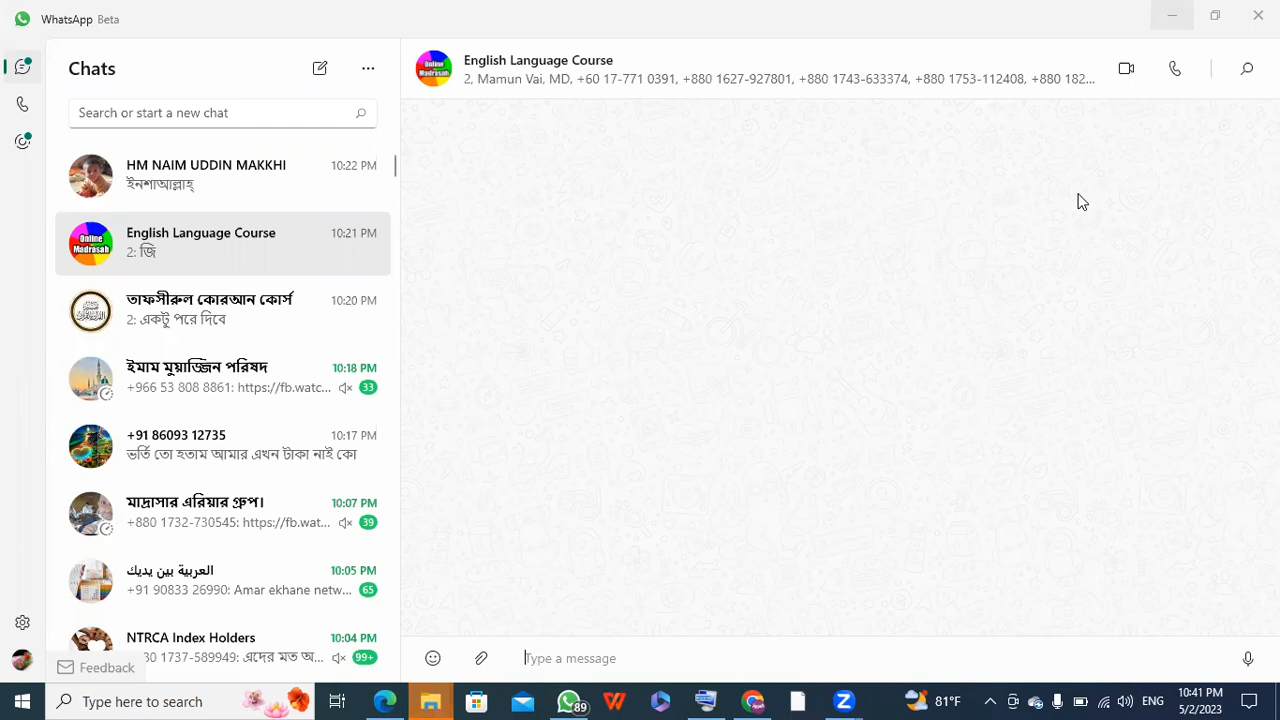 WhatsApp Beta
Chats
Search or start a new chat
HM NAIM UDDIN MAKKHI 10:22 PM
ইনশাআল্লাহ্
Online Madrasah
English Language Course 10:21 PM
2: জি
তাফসীরুল কোরআন কোর্স 10:20 PM
2: একটু পরে দিবে
ইমাম মুয়াজ্জিন পরিষদ 10:18 PM
+966 53 808 8861: https://fb.watc... 33
+91 86093 12735 10:17 PM
ভর্তি তো হতাম আমার এখন টাকা নাই কো
মাদ্রাসার এরিয়ার গ্রুপ। 10:07 PM
+880 1732-730545: https://fb.wat... 39
العربية بين يديك 10:05 PM
+91 90833 26990: Amar ekhane netw... 65
NTRCA Index Holders 10:04 PM
30 1737-589949: এদের মত অ... 99+
Feedback
Online Madrasah
English Language Course
2, Mamun Vai, MD, +60 17-771 0391, +880 1627-927801, +880 1743-633374, +880 1753-112408, +880 182...
Type a message
Type here to search
89
81°F
ENG
10:41 PM
5/2/2023